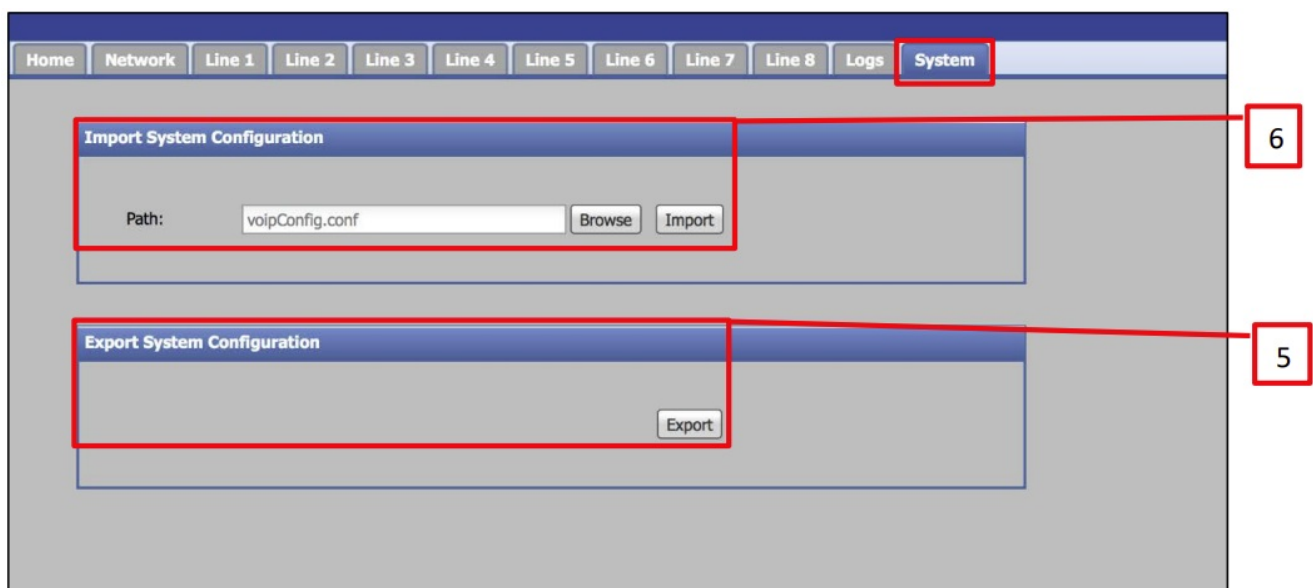 Home Network Line 1 Line 2 Line 3 Line 4 Line 5 Line 6 Line 7 Line 8 Logs System
Import System Configuration
6
Path: voipConfig.conf Browse Import
Export System Configuration
5
Export